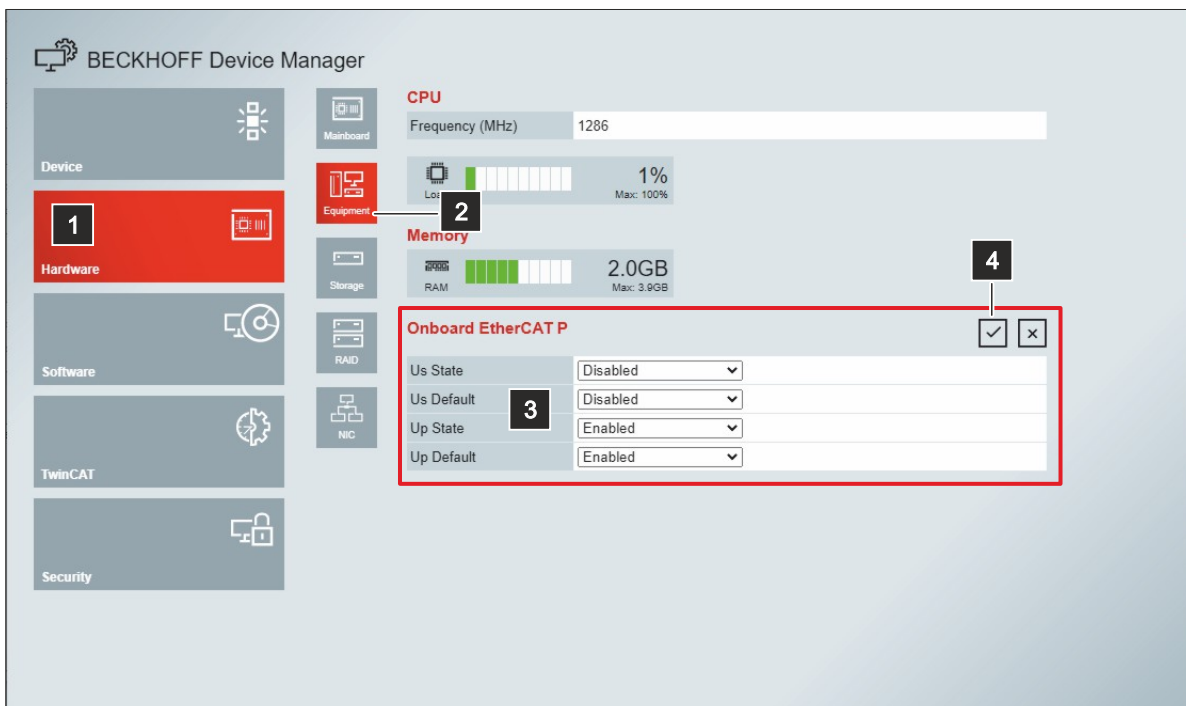 BECKHOFF Device Manager
Device
1
Hardware
Software
TwinCAT
Security
Mainboard
Equipment
2
Storage
RAID
NIC
CPU
Frequency (MHz) 1286
1%
Max: 100%
Memory
RAM
2.0GB
Max: 3.9GB
4
Onboard EtherCAT P
Us State Disabled
Us Default Disabled
3
Up State Enabled
Up Default Enabled